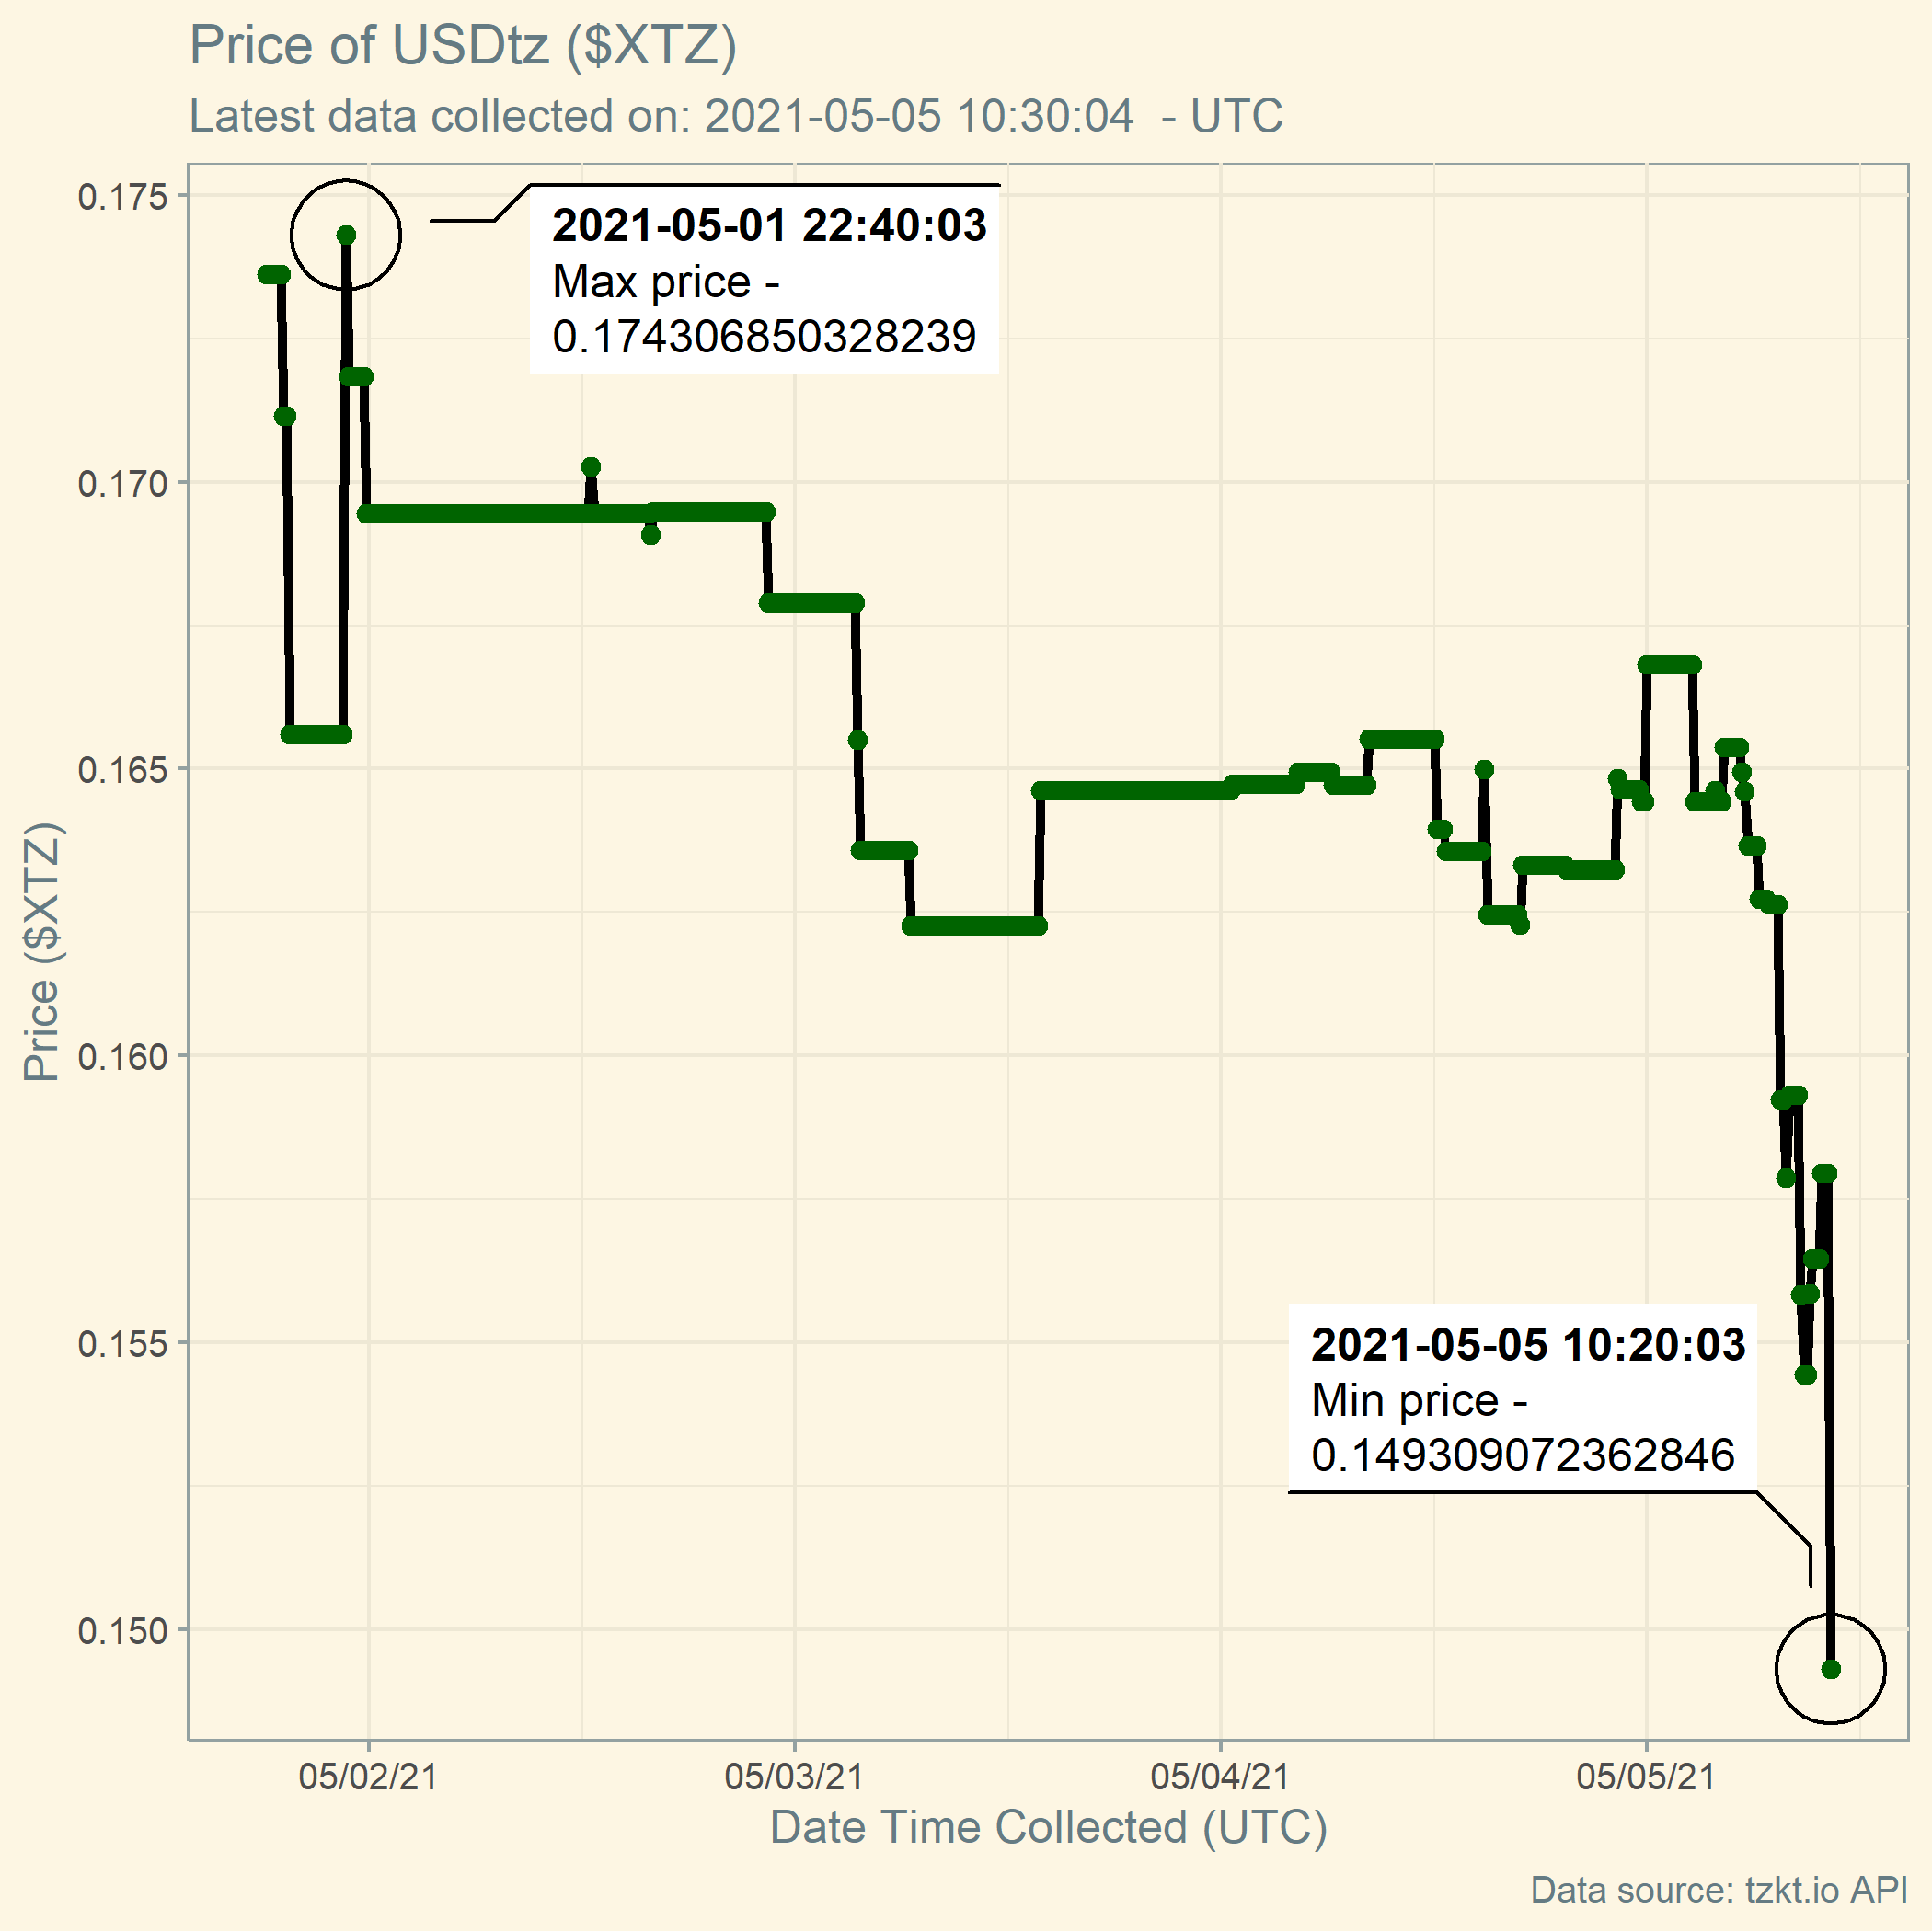 Price of USDtz ($XTZ)
Latest data collected on: 2021-05-05 10:30:04  - UTC
0.175
0.170
0.165
0.160
0.155
0.150
Price ($XTZ)
2021-05-01 22:40:03
Max price -
0.174306850328239
2021-05-05 10:20:03
Min price -
0.149309072362846
05/02/21
05/03/21
05/04/21
05/05/21
Date Time Collected (UTC)
Data source: tzkt.io API